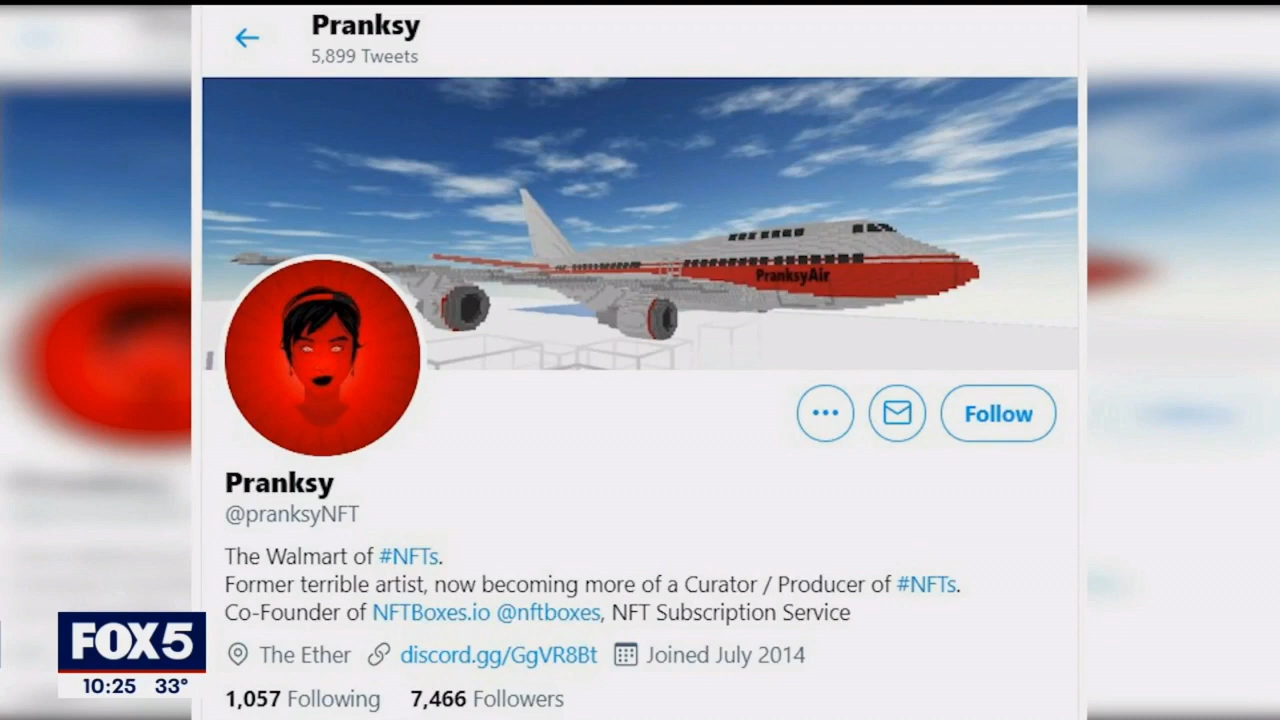 Pranksy
5,899 Tweets
PranksyAir
Follow
Pranksy
@pranksyNFT
The Walmart of #NFTs.
Former terrible artist, now becoming more of a Curator / Producer of #NFTs.
Co-Founder of NFTBoxes.io @nftboxes, NFT Subscription Service
The Ether discord.gg/GgVR8Bt Joined July 2014
1,057 Following 7,466 Followers
FOX5
10:25 33°